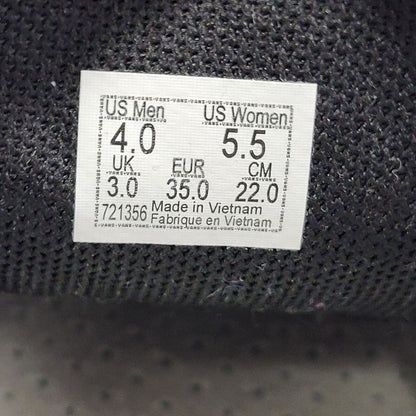 US Men US Women
4.0 5.5
UK EUR CM
3.0 35.0 22.0
721356 Made in Vietnam
Fabrique en Vietnam